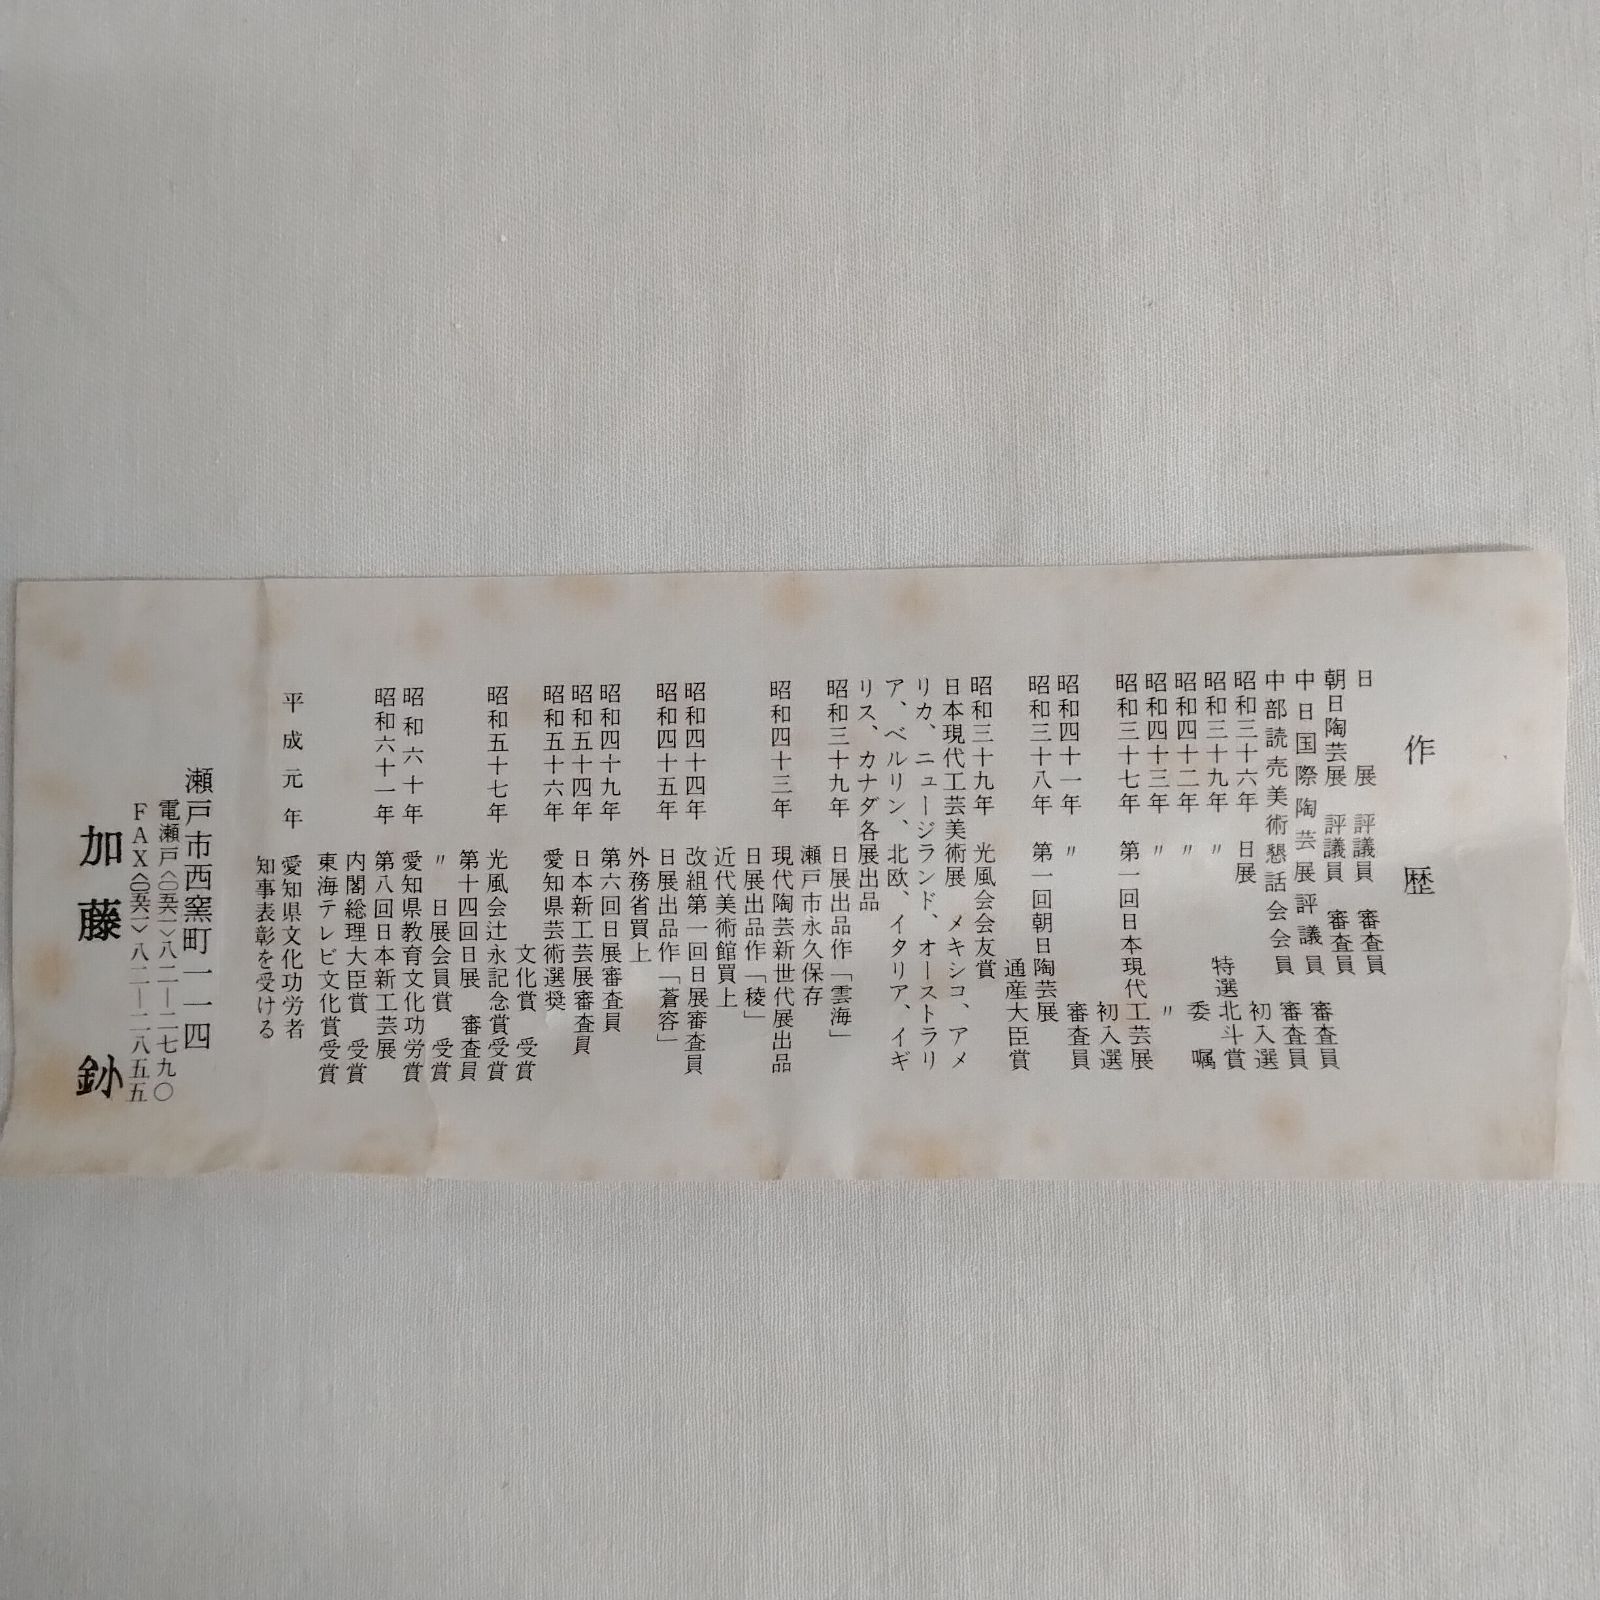 作歴
日展 評議員 審査員
朝日陶芸展 評議員 審査員 審査員
中日国際陶芸展評議員 審査員
中部読売美術懇話会会員
昭和三十六年 日展 初入選
昭和三十九年 〃 特選北斗賞
昭和四十二年 〃 委嘱
昭和四十三年 〃 〃
昭和三十七年 第一回日本現代工芸展
初入選
昭和四十一年 〃 審査員
昭和三十八年 第一回朝日陶芸展
通産大臣賞
昭和三十九年 光風会会友賞
日本現代工芸美術展 メキシコ、アメ
リカ、ニュージランド、オーストラリ
ア、ベルリン、北欧、イタリア、イギ
リス、カナダ各展出品
昭和三十九年 日展出品作「雲海」
瀬戸市永久保存
昭和四十三年 現代陶芸新世代展出品
日展出品作「稜」
近代美術館買上
昭和四十四年 改組第一回日展審査員
昭和四十五年 日展出品作「蒼容」
外務省買上
昭和四十九年 第六回日展審査員
昭和五十四年 日本新工芸展審査員
昭和五十六年 愛知県芸術選奨
文化賞 受賞
昭和五十七年 光風会辻永記念賞受賞
第十四回日展 審査員
〃 日展会員賞 受賞
昭和六十年 愛知県教育文化功労賞
昭和六十一年 第八回日本新工芸展
内閣総理大臣賞 受賞
東海テレビ文化賞受賞
平成元年 愛知県文化功労者
知事表彰を受ける
瀬戸市西窯町一一四
電瀬戸〈〇五六一〉八二―二七九〇
FAX〈〇五六一〉八二―二八五五
加藤 鈔